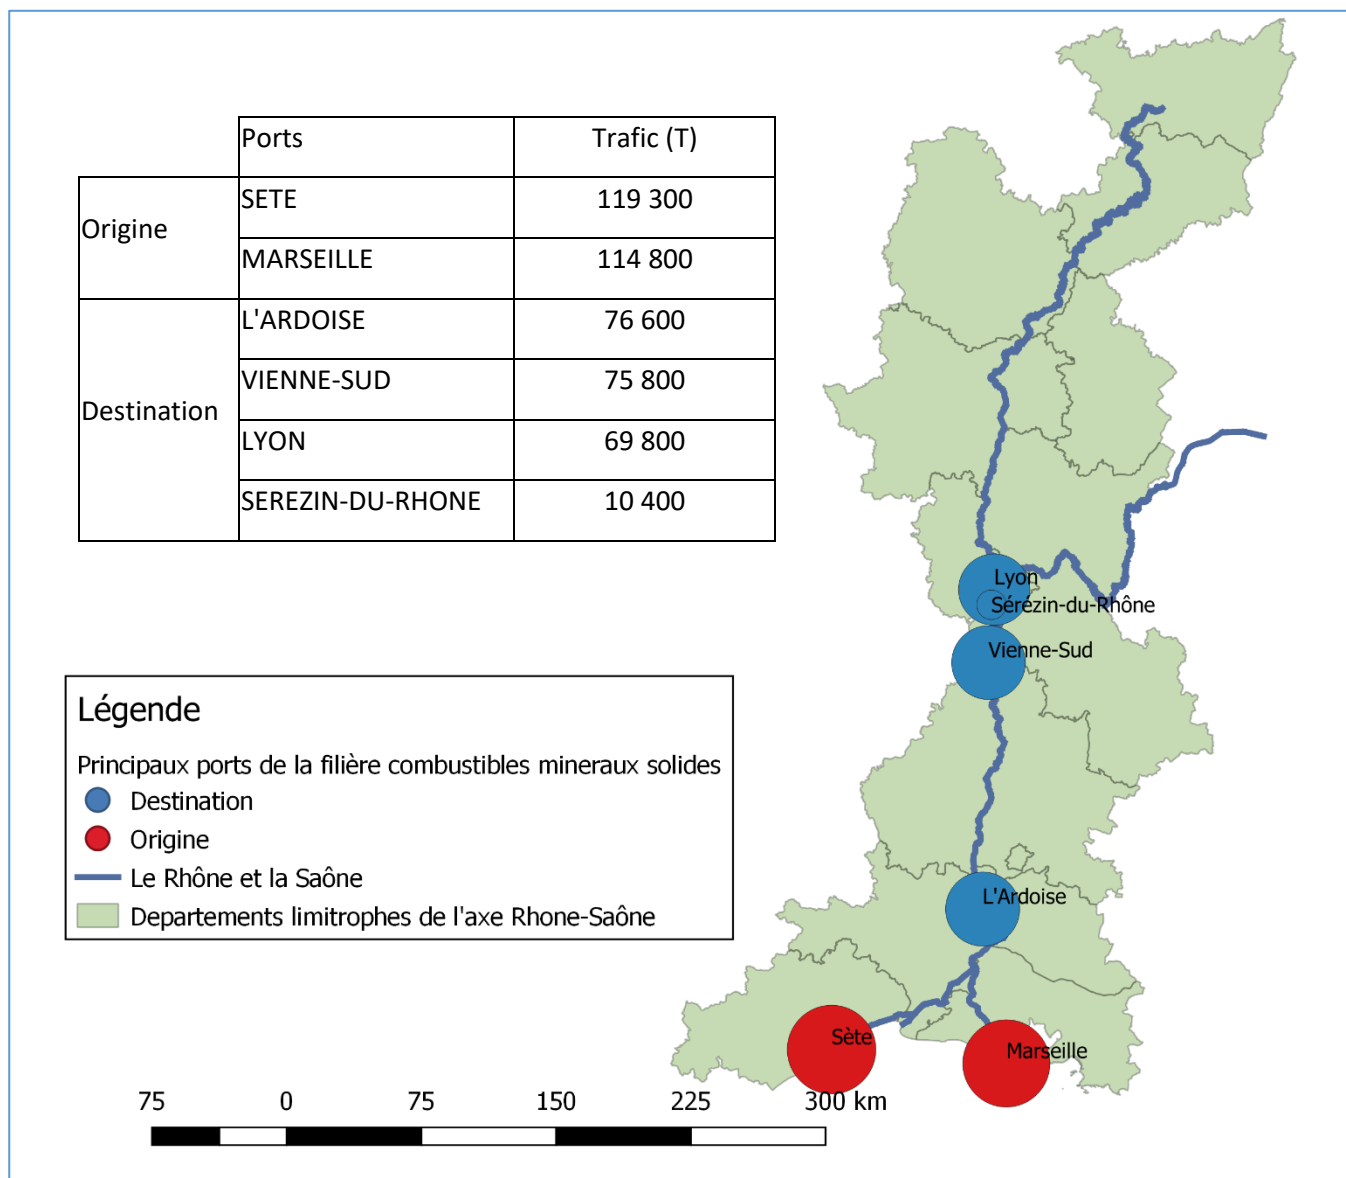 Ports Trafic (T)
Origine
SETE 119 300
MARSEILLE 114 800
Destination
L'ARDOISE 76 600
VIENNE-SUD 75 800
LYON 69 800
SEREZIN-DU-RHONE 10 400
Lyon
Sérézin-du-Rhône
Vienne-Sud
L'Ardoise
Sète
Marseille
Légende
Principaux ports de la filière combustibles mineraux solides
Destination
Origine
Le Rhône et la Saône
Departements limitrophes de l'axe Rhone-Saône
75 0 75 150 225 300 km